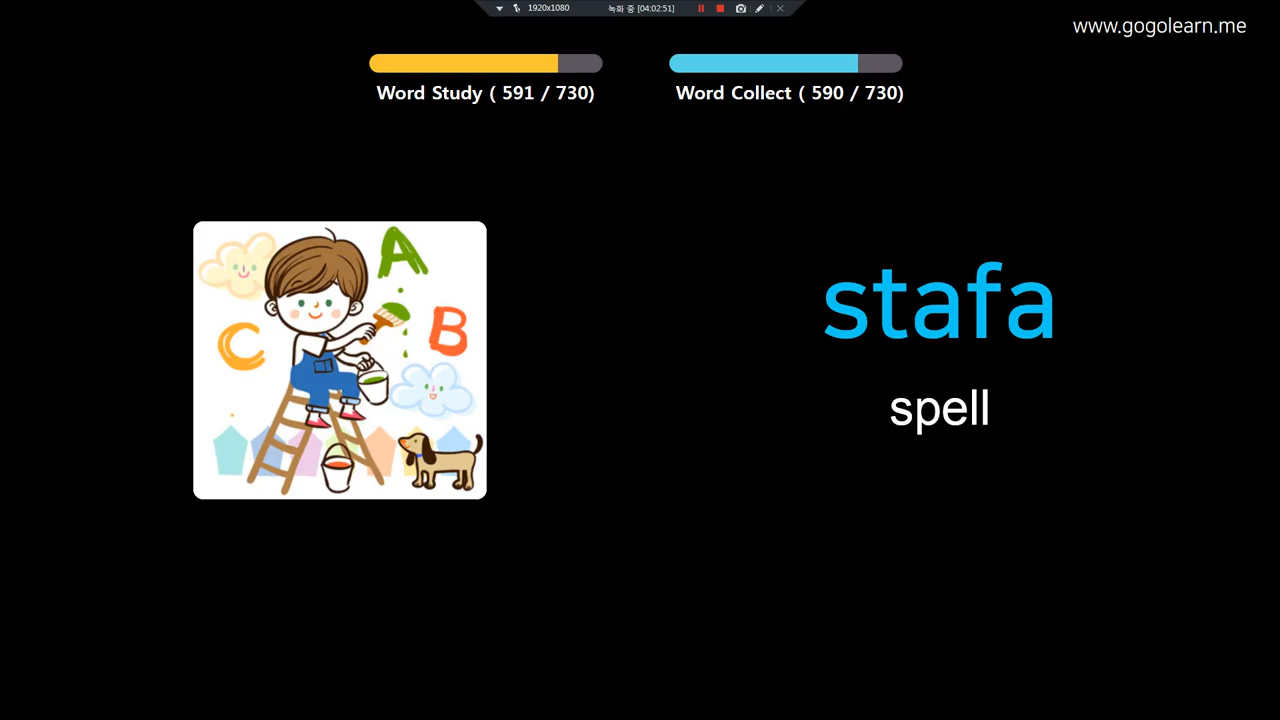 1920x1080 녹화 중 [04:02:51]
www.gogolearn.me
Word Study ( 591 / 730)
Word Collect ( 590 / 730)
A
B
C
stafa
spell